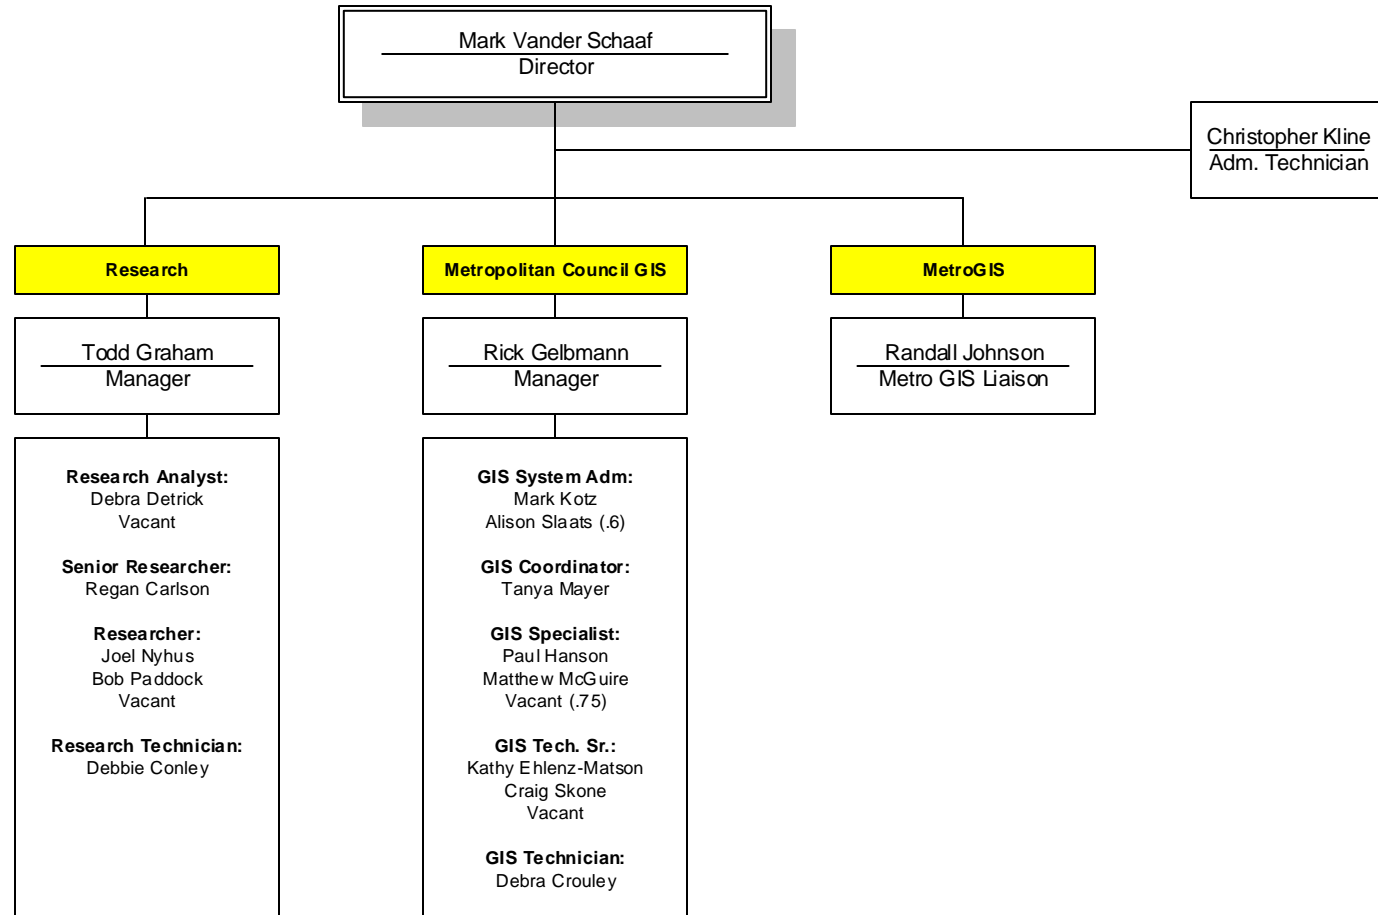 Mark Vander Schaaf
Director
Christopher Kline
Adm. Technician
Research
Todd Graham
Manager
Research Analyst:
Debra Detrick
Vacant
Senior Researcher:
Regan Carlson
Researcher:
Joel Nyhus
Bob Paddock
Vacant
Research Technician:
Debbie Conley
Metropolitan Council GIS
Rick Gelbmann
Manager
GIS System Adm:
Mark Kotz
Alison Slaats (.6)
GIS Coordinator:
Tanya Mayer
GIS Specialist:
Paul Hanson
Matthew McGuire
Vacant (.75)
GIS Tech. Sr.:
Kathy Ehlenz-Matson
Craig Skone
Vacant
GIS Technician:
Debra Crouley
MetroGIS
Randall Johnson
Metro GIS Liaison